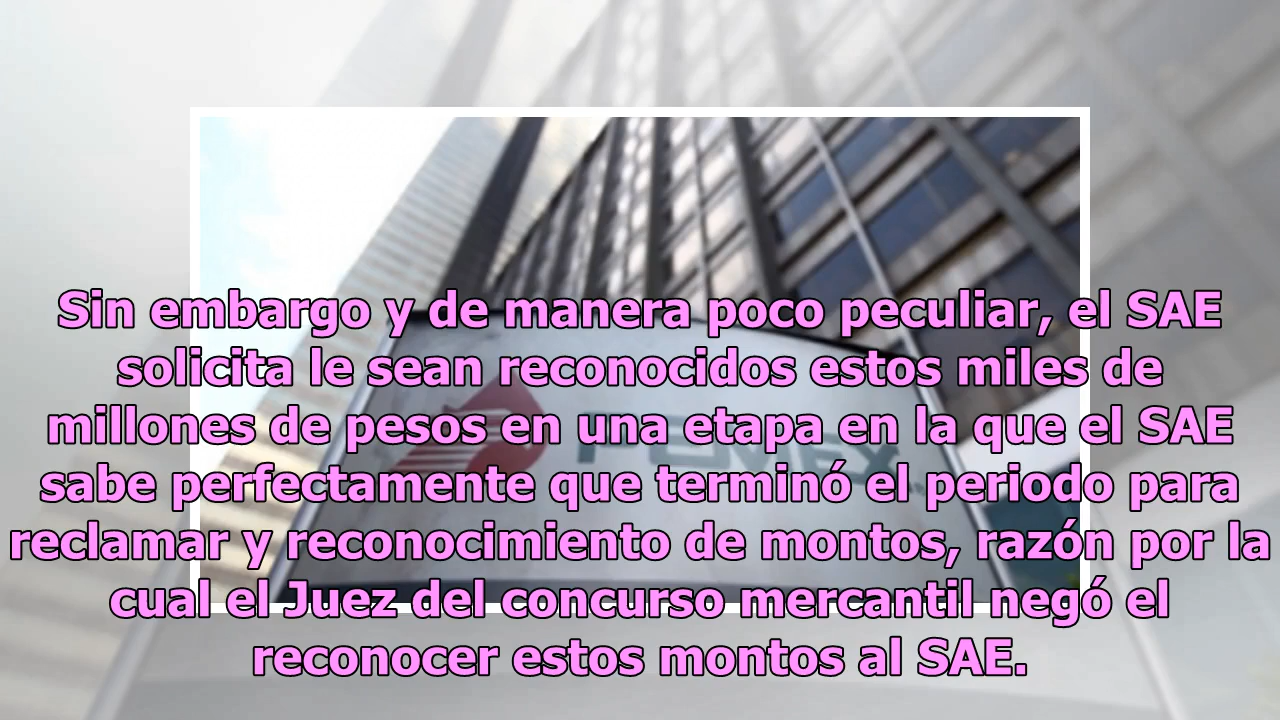 Sin embargo y de manera poco peculiar, el SAE
solicita le sean reconocidos estos miles de
millones de pesos en una etapa en la que el SAE
sabe perfectamente que terminó el periodo para
reclamar y reconocimiento de montos, razón por la
cual el Juez del concurso mercantil negó el
reconocer estos montos al SAE.
PEMEX